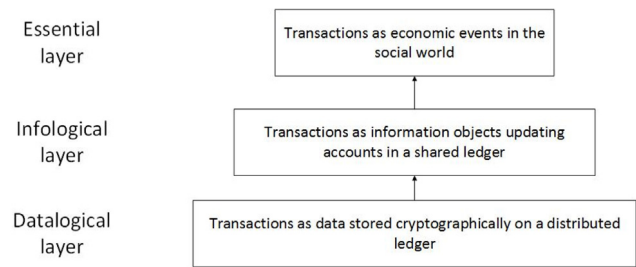 Essential
layer
Transactions as economic events in the
social world
Infological
layer
Transactions as information objects updating
accounts in a shared ledger
Datalogical
layer
Transactions as data stored cryptographically on a distributed
ledger